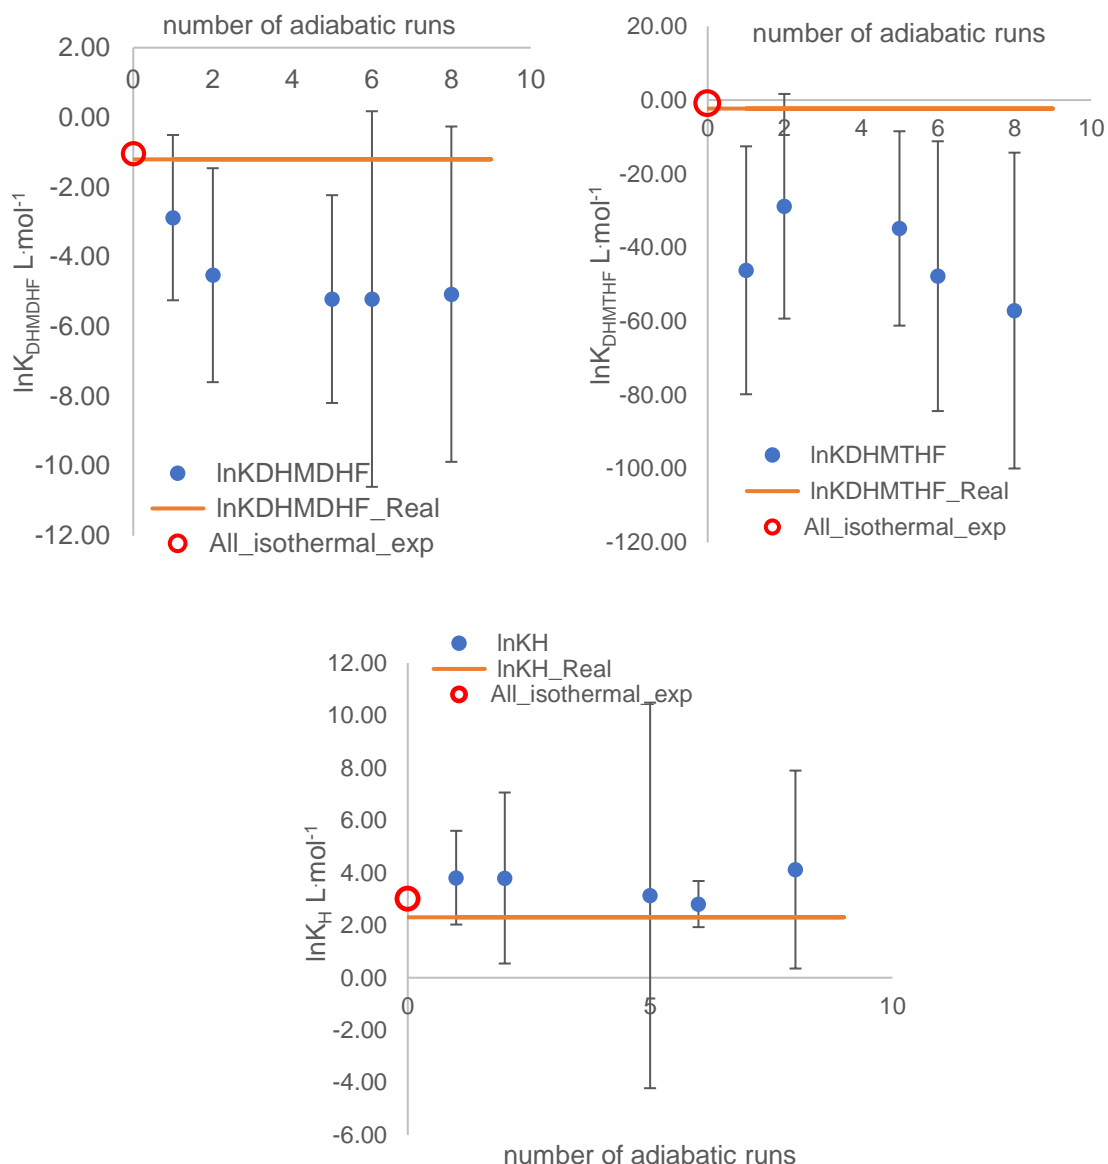 number of adiabatic runs
2.00
0 2 4 6 8 10
0.00
-2.00
-4.00
-6.00
-8.00
-10.00
-12.00
lnK_DHMDHF L·mol⁻¹
lnKDHMDHF
lnKDHMDHF_Real
All_isothermal_exp
number of adiabatic runs
20.00
0.00
0 2 4 6 8 10
-20.00
-40.00
-60.00
-80.00
-100.00
-120.00
lnK_DHMTHF L·mol⁻¹
lnKDHMTHF
lnKDHMTHF_Real
All_isothermal_exp
lnKH
lnKH_Real
All_isothermal_exp
12.00
10.00
8.00
6.00
4.00
2.00
0.00
0 5 10
-2.00
-4.00
-6.00
lnK_H L·mol⁻¹
number of adiabatic runs